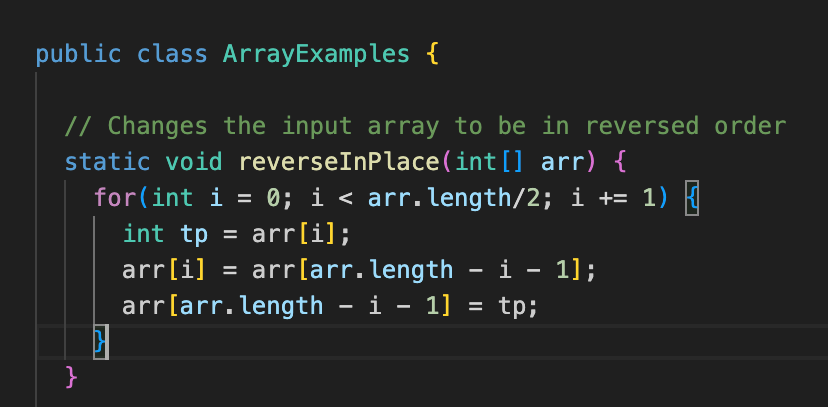 public class ArrayExamples {
// Changes the input array to be in reversed order
static void reverseInPlace(int[] arr) {
for(int i = 0; i < arr.length/2; i += 1) {
int tp = arr[i];
arr[i] = arr[arr.length - i - 1];
arr[arr.length - i - 1] = tp;
}
}